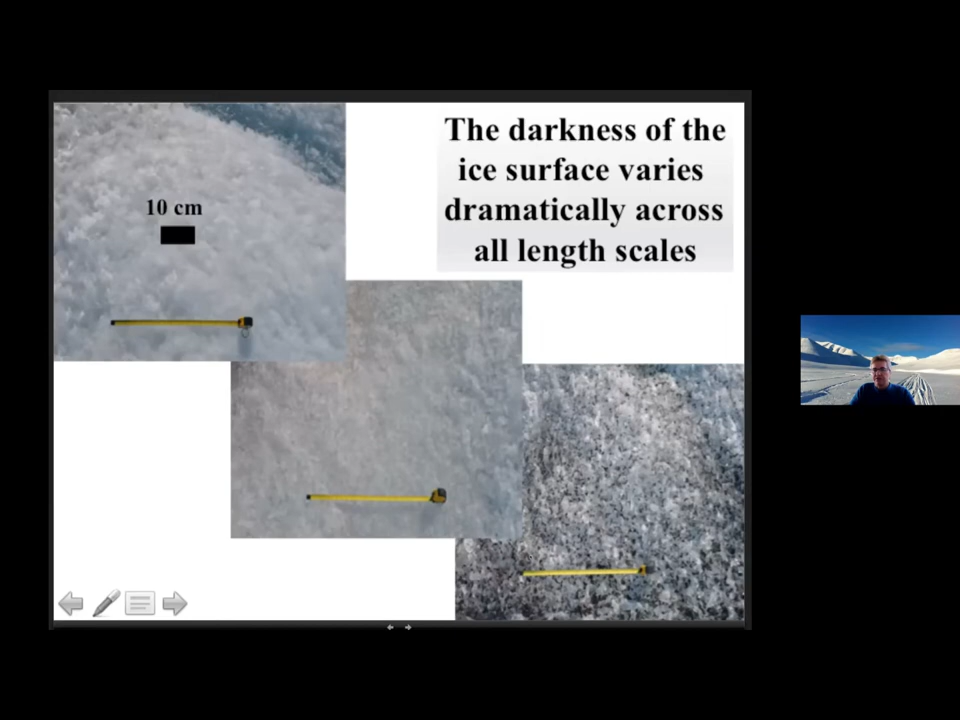 The darkness of the
ice surface varies
dramatically across
all length scales
10 cm